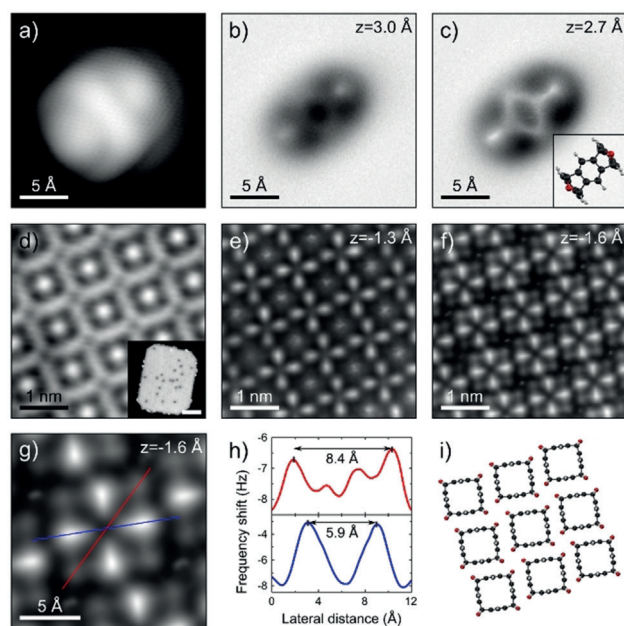 a)
5 Å
b)
z=3.0 Å
5 Å
c)
z=2.7 Å
5 Å
d)
1 nm
e)
z=-1.3 Å
1 nm
f)
z=-1.6 Å
1 nm
g)
z=-1.6 Å
5 Å
h)
-6
8.4 Å
-8
-4
5.9 Å
-6
-8
Frequency shift (Hz)
0 4 8 12
Lateral distance (Å)
i)